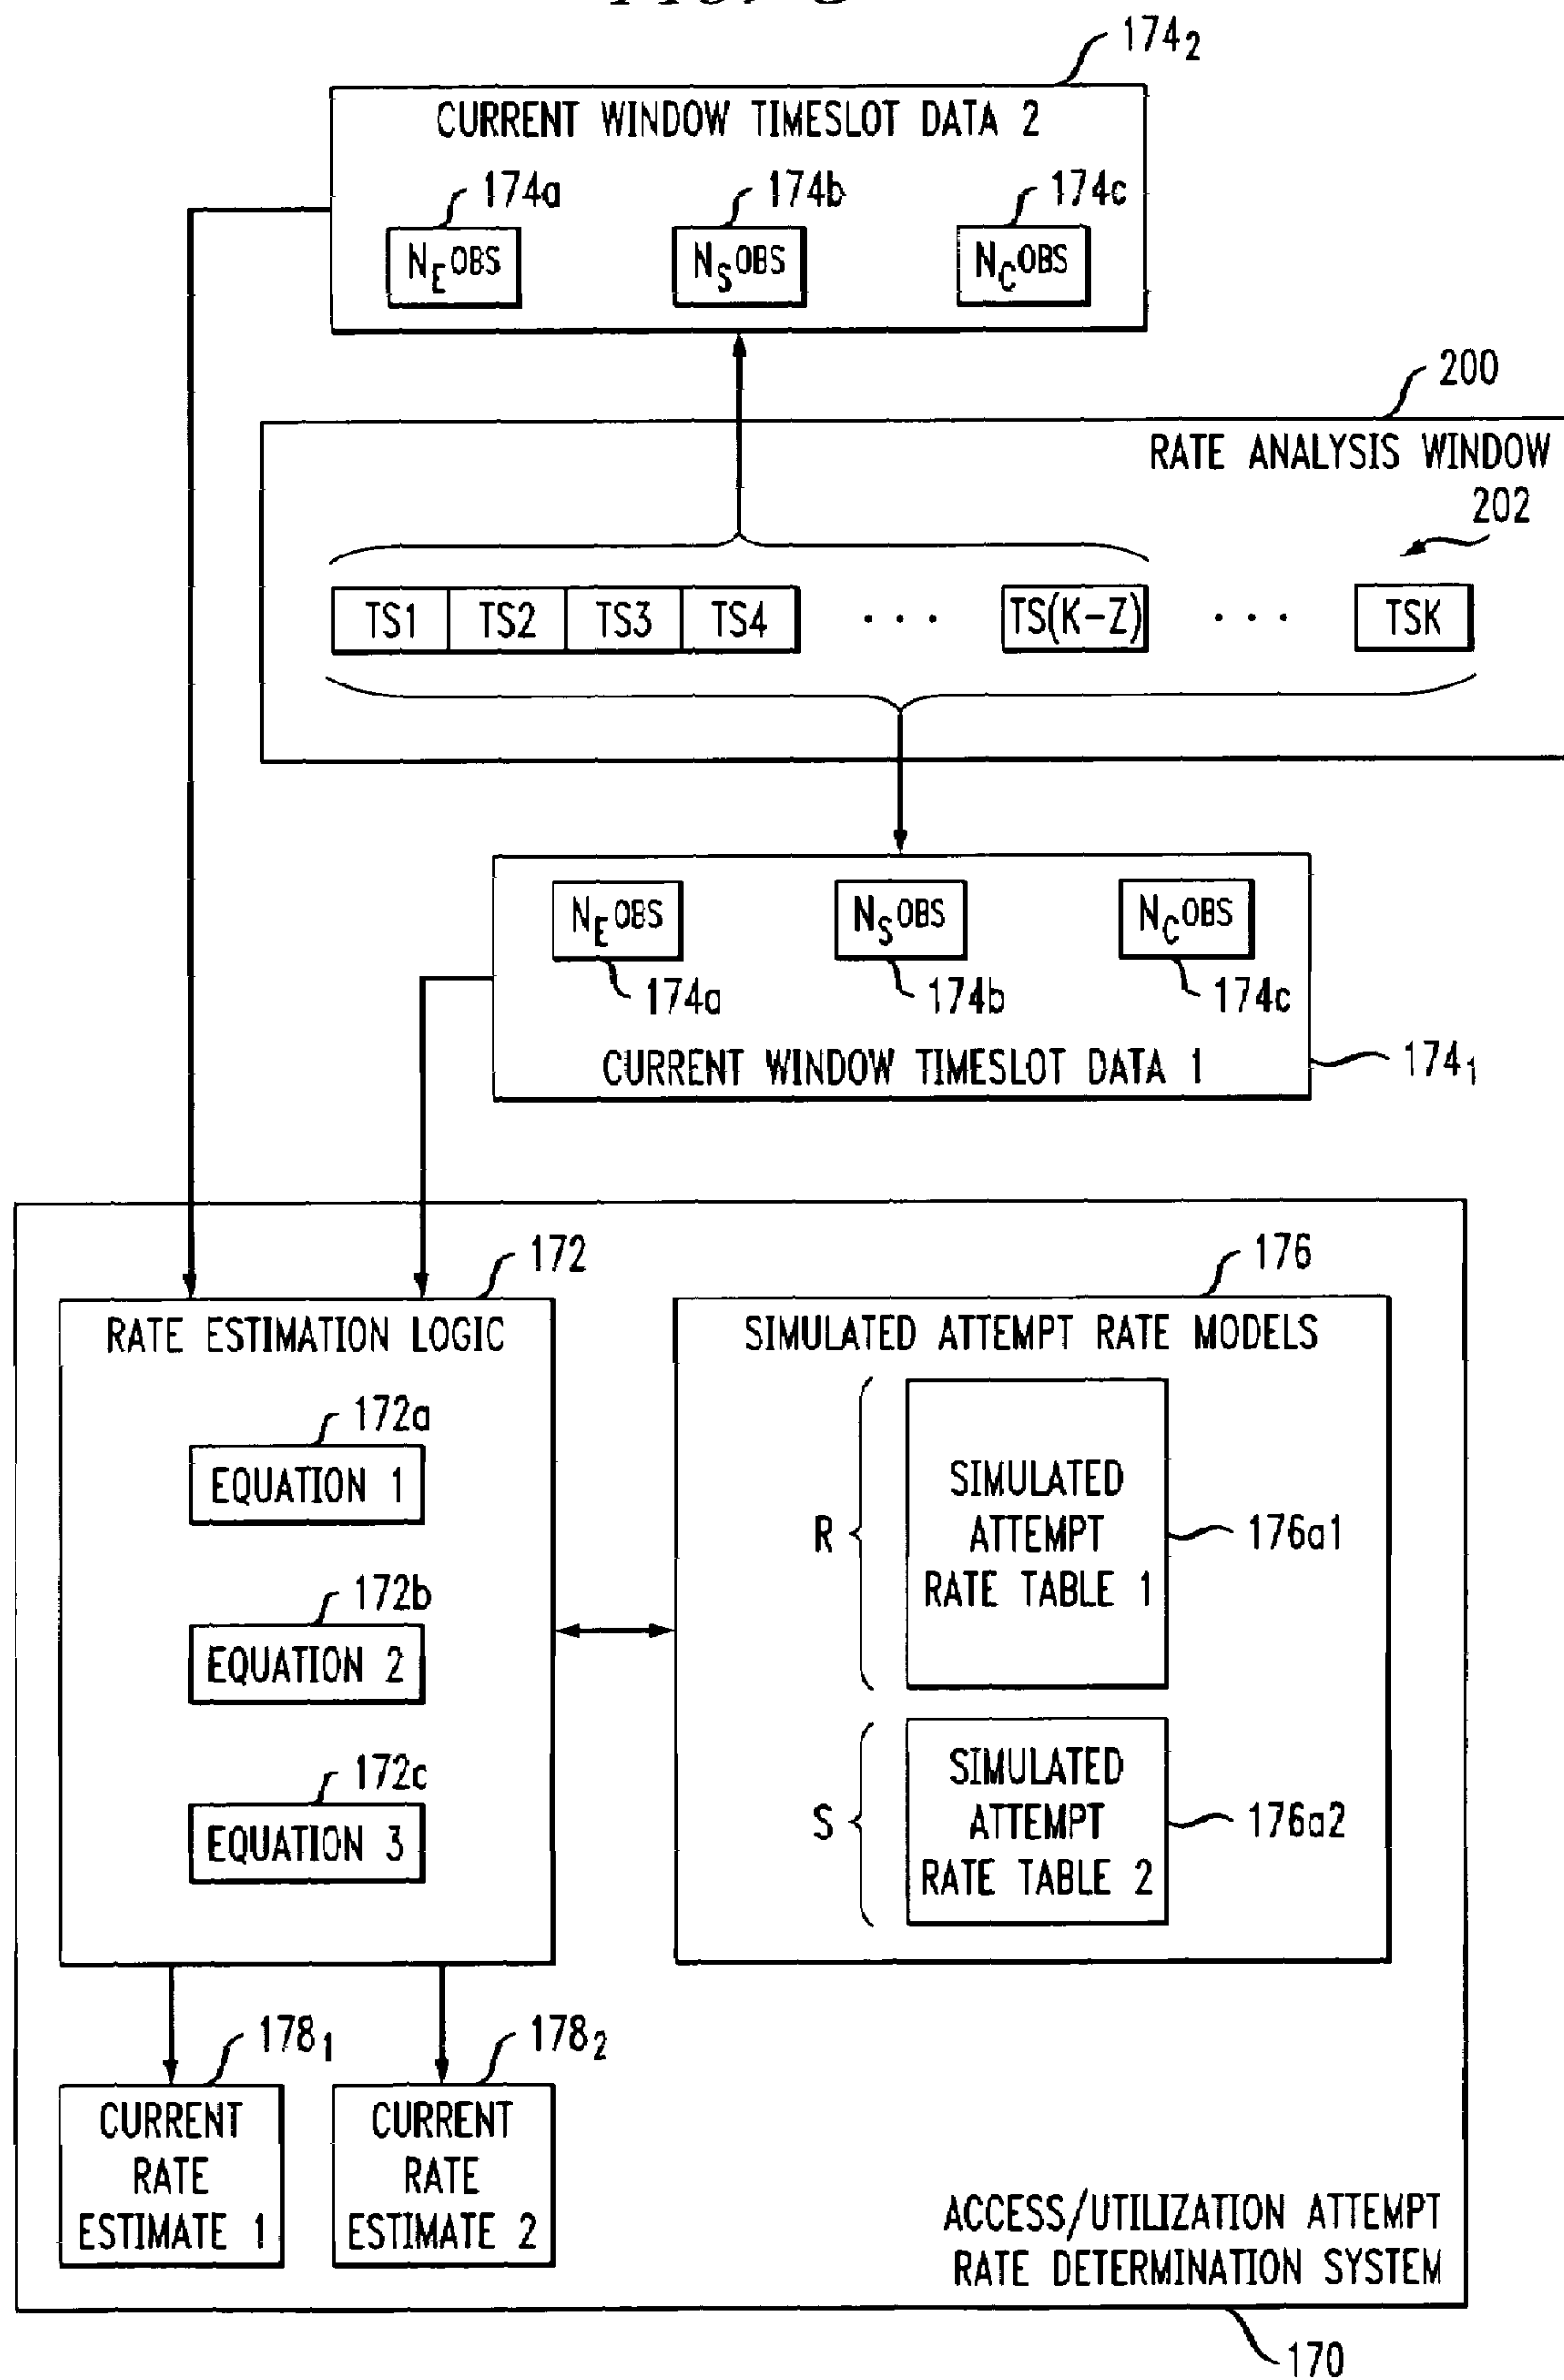 174₂
CURRENT WINDOW TIMESLOT DATA 2
174a 174b 174c
N_E OBS N_S OBS N_C OBS
200
RATE ANALYSIS WINDOW
202
TS1 TS2 TS3 TS4 . . . TS(K-Z) . . . TSK
N_E OBS N_S OBS N_C OBS
174a 174b 174c
CURRENT WINDOW TIMESLOT DATA 1
174₁
172
RATE ESTIMATION LOGIC
172a
EQUATION 1
172b
EQUATION 2
172c
EQUATION 3
176
SIMULATED ATTEMPT RATE MODELS
R
SIMULATED
ATTEMPT
RATE TABLE 1
176a1
S
SIMULATED
ATTEMPT
RATE TABLE 2
176a2
178₁
CURRENT
RATE
ESTIMATE 1
178₂
CURRENT
RATE
ESTIMATE 2
ACCESS/UTILIZATION ATTEMPT
RATE DETERMINATION SYSTEM
170